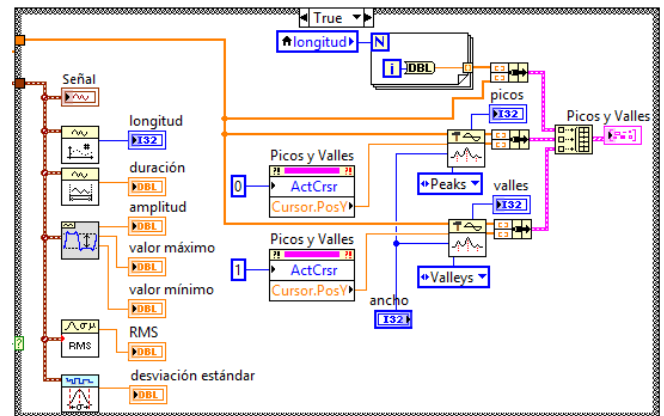 True
longitud
N
i
DBL
Señal
longitud
I32
duración
DBL
amplitud
DBL
valor máximo
DBL
valor mínimo
DBL
RMS
RMS
DBL
desviación estándar
DBL
picos
I32
Picos y Valles
Picos y Valles
0
ActCrsr
Cursor.PosY
Peaks
valles
I32
Picos y Valles
1
ActCrsr
Cursor.PosY
Valleys
ancho
I32